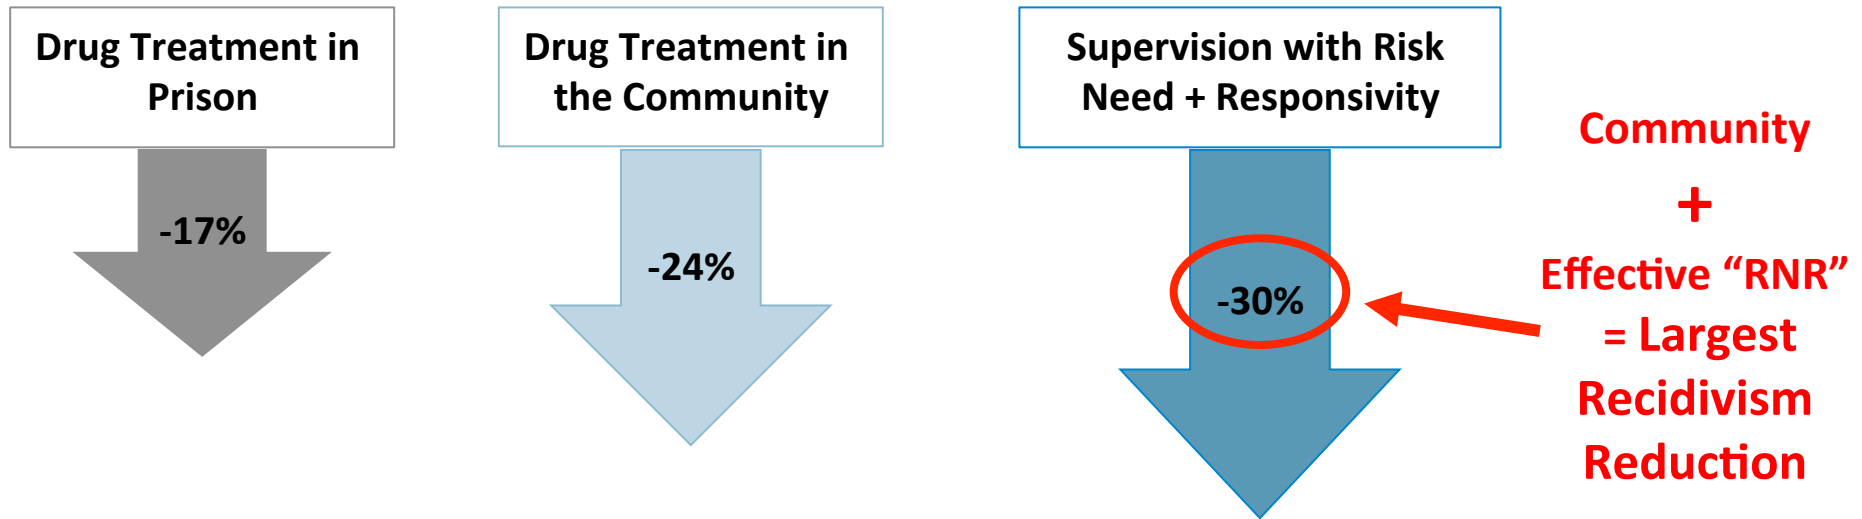 Drug Treatment in
Prison
-17%
Drug Treatment in
the Community
-24%
Supervision with Risk
Need + Responsivity
-30%
Community
+
Effective “RNR”
= Largest
Recidivism
Reduction